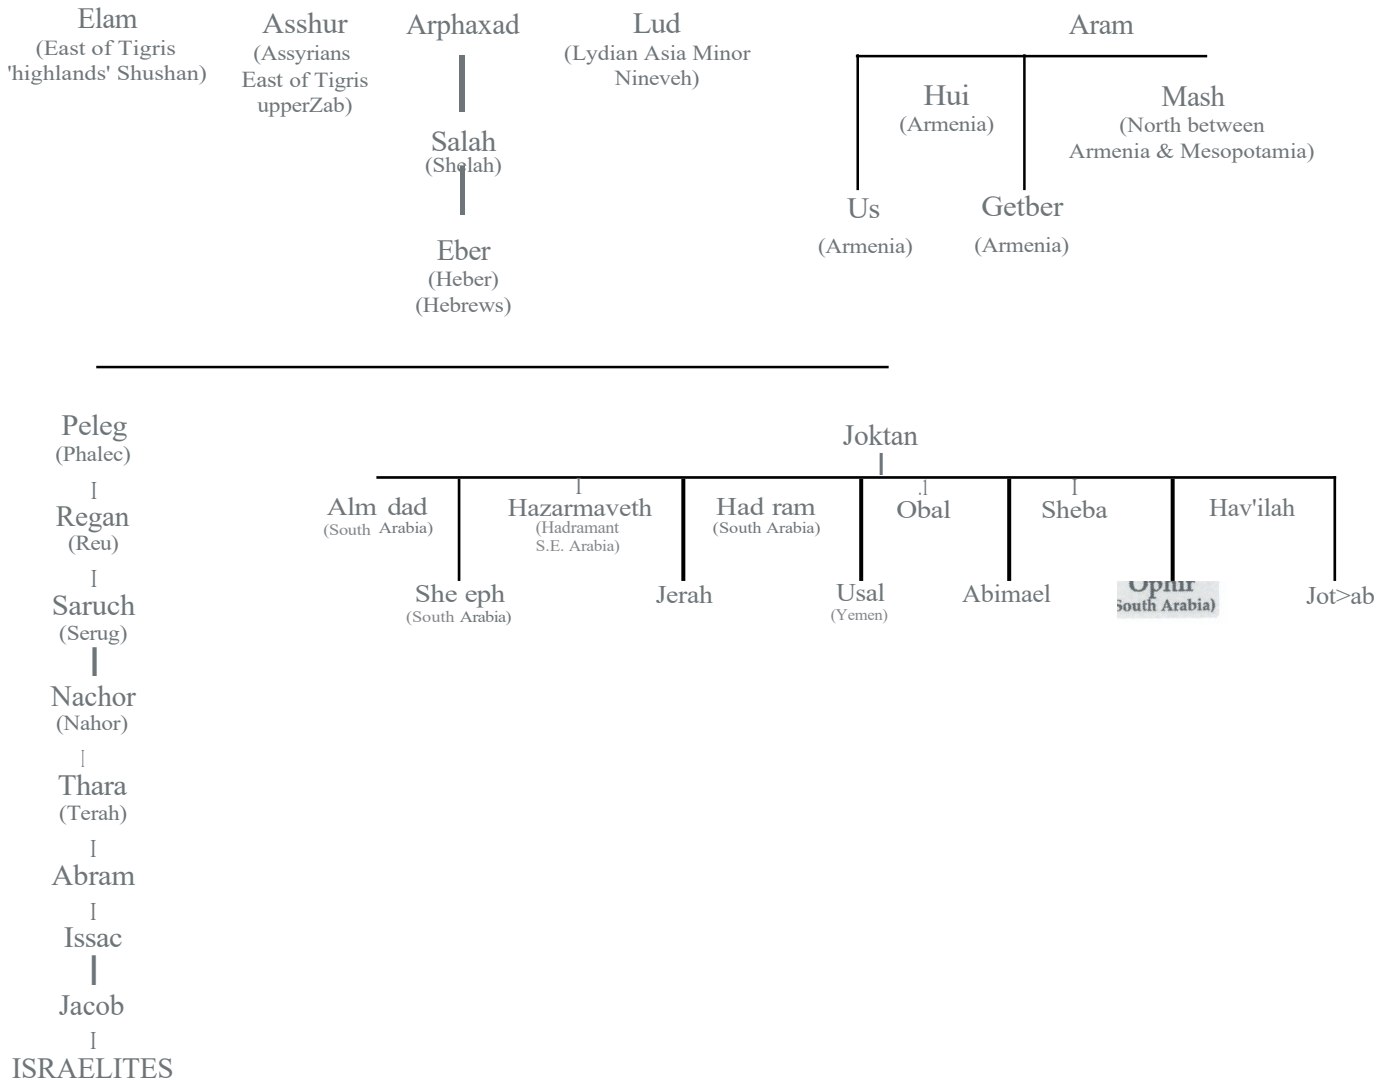 Elam
(East of Tigris
'highlands' Shushan)
Asshur
(Assyrians
East of Tigris
upperZab)
Arphaxad
Salah
(Shelah)
Eber
(Heber)
(Hebrews)
Lud
(Lydian Asia Minor
Nineveh)
Aram
Hui
(Armenia)
Mash
(North between
Armenia & Mesopotamia)
Us
(Armenia)
Getber
(Armenia)
Peleg
(Phalec)
Regan
(Reu)
Saruch
(Serug)
Nachor
(Nahor)
Thara
(Terah)
Abram
Issac
Jacob
ISRAELITES
Joktan
Alm dad
(South Arabia)
Hazarmaveth
(Hadramant
S.E. Arabia)
Had ram
(South Arabia)
Obal
Sheba
Hav'ilah
She eph
(South Arabia)
Jerah
Usal
(Yemen)
Abimael
Ophir
South Arabia)
Jot>ab